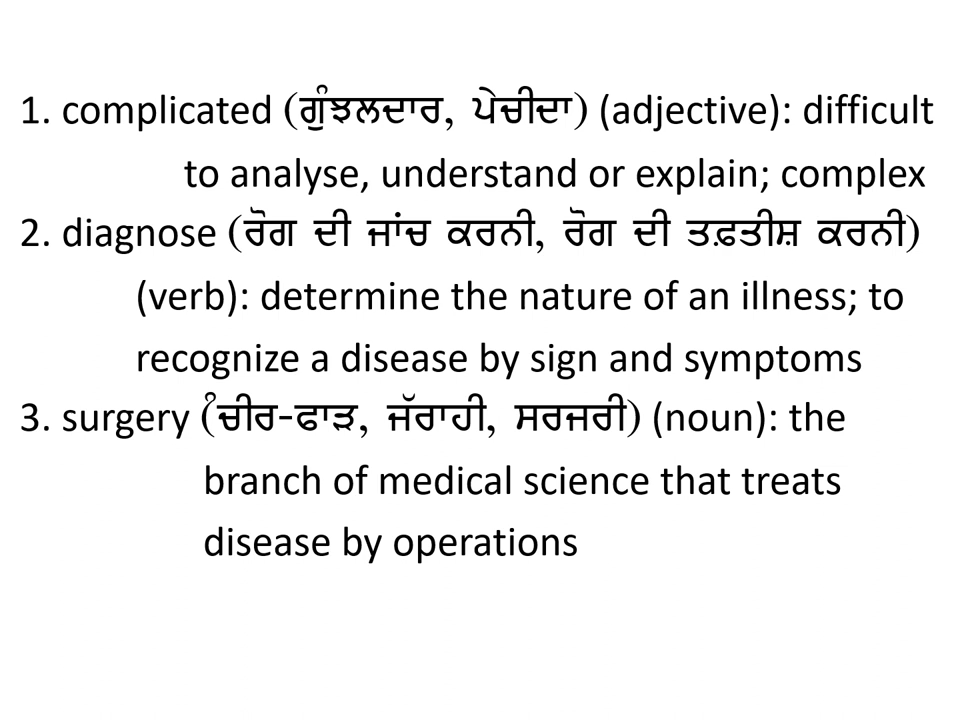 1. complicated (ਗੁੰਝਲਦਾਰ, ਪੇਚੀਦਾ) (adjective): difficult
to analyse, understand or explain; complex
2. diagnose (ਰੋਗ ਦੀ ਜਾਂਚ ਕਰਨੀ, ਰੋਗ ਦੀ ਤਫ਼ਤੀਸ਼ ਕਰਨੀ)
(verb): determine the nature of an illness; to
recognize a disease by sign and symptoms
3. surgery (ੰਚੀਰ-ਫਾੜ, ਜੱਰਾਹੀ, ਸਰਜਰੀ) (noun): the
branch of medical science that treats
disease by operations